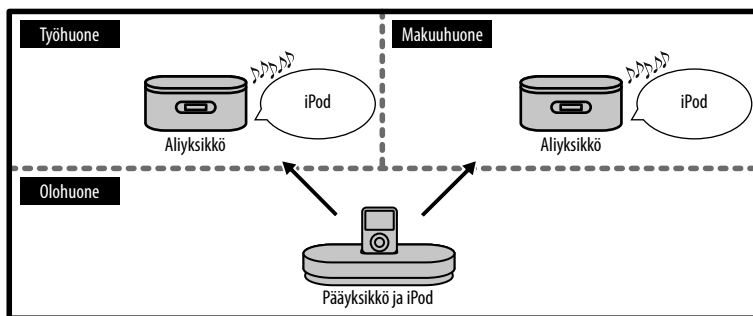 Työhuone
Makuuhuone
iPod
iPod
Aliyksikkö
Aliyksikkö
Olohuone
Pääyksikkö ja iPod